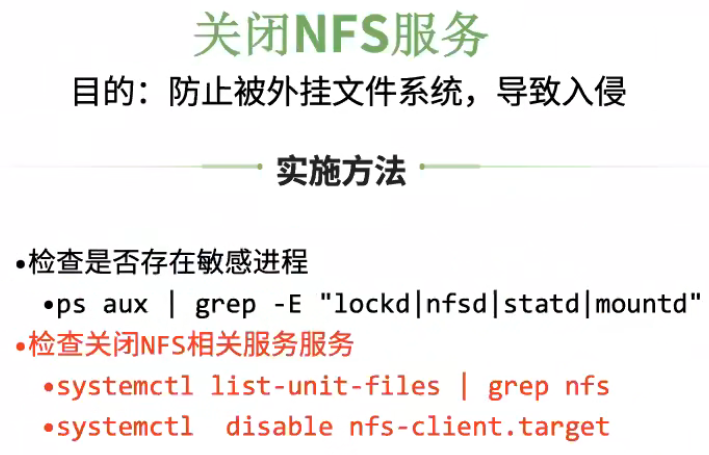 关闭NFS服务
目的：防止被外挂文件系统，导致入侵
实施方法
•检查是否存在敏感进程
•ps aux | grep -E "lockd|nfsd|statd|mountd"
•检查关闭NFS相关服务服务
•systemctl list-unit-files | grep nfs
•systemctl  disable nfs-client.target